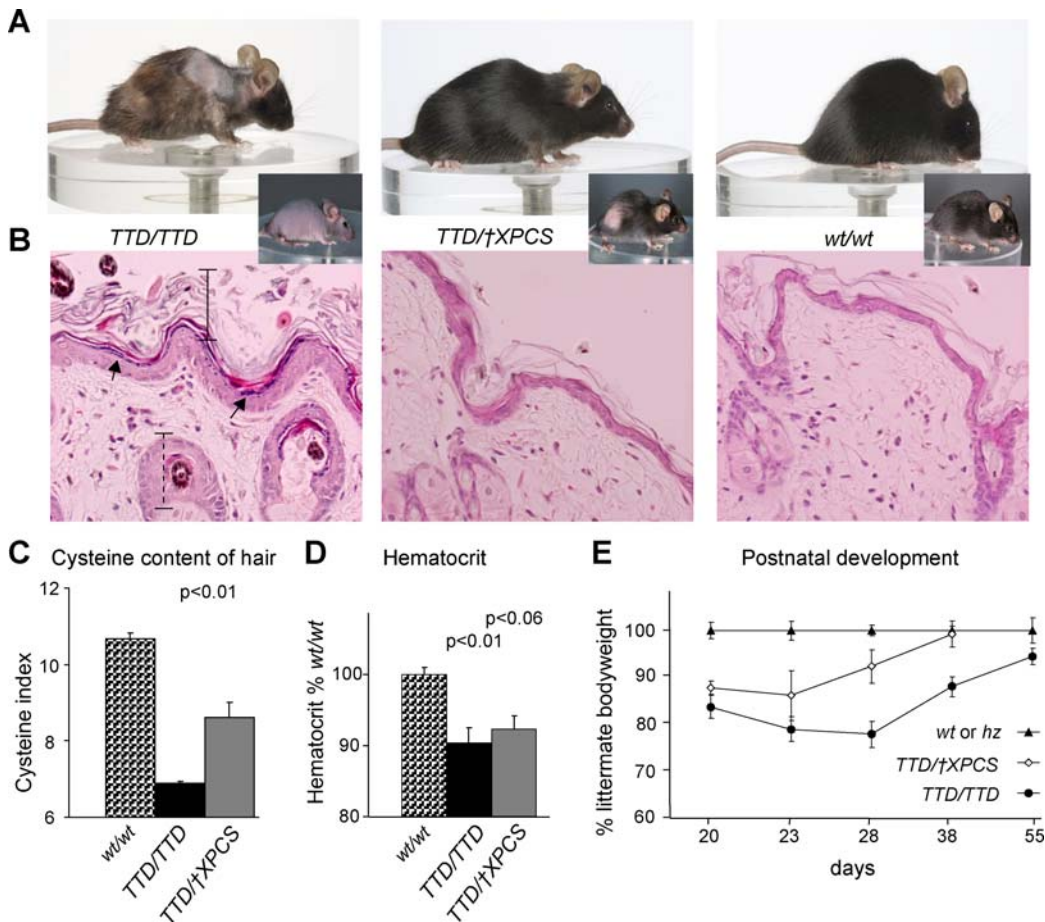 A
TTD/TTD
TTD/†XPCS
wt/wt
B
C
Cysteine content of hair
p<0.01
Cysteine index
12
10
8
6
wt/wt
TTD/TTD
TTD/†XPCS
D
Hematocrit
p<0.06
p<0.01
Hematocrit % wt/wt
100
90
80
wt/wt
TTD/TTD
TTD/†XPCS
E
Postnatal development
% littermate bodyweight
100
90
80
70
60
wt or hz
TTD/†XPCS
TTD/TTD
20 23 28 38 55
days